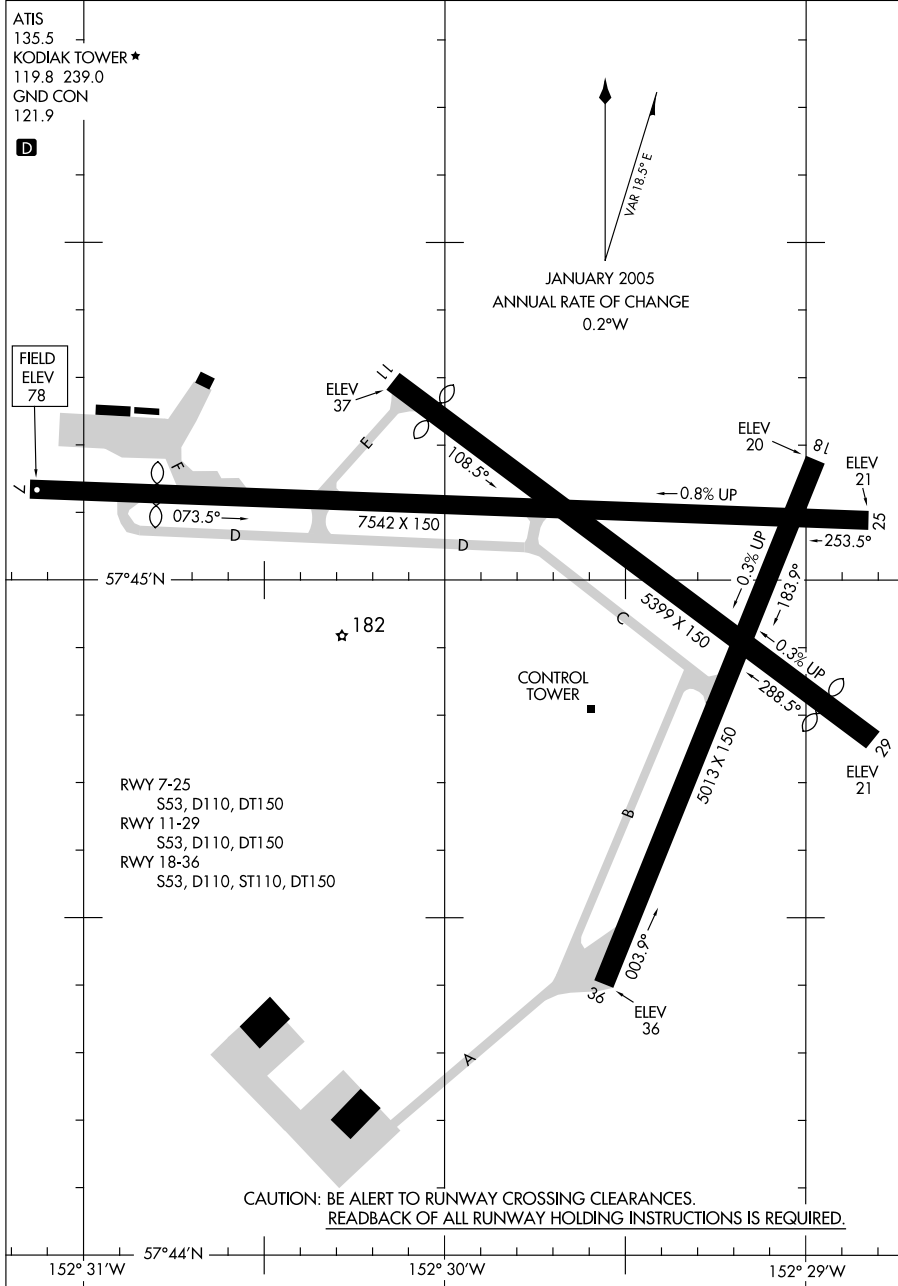 ATIS
135.5
KODIAK TOWER ★
119.8 239.0
GND CON
121.9
D
VAR 18.5° E
JANUARY 2005
ANNUAL RATE OF CHANGE
0.2°W
FIELD
ELEV
78
ELEV
37
11
ELEV
20
18
ELEV
21
E
108.5°
F
7
073.5°
7542 X 150
0.8% UP
25
253.5°
D
D
57°45'N
0.3% UP
183.9°
182
C
5399 X 150
0.3% UP
288.5°
CONTROL
TOWER
29
ELEV
21
5013 X 150
B
RWY 7-25
S53, D110, DT150
RWY 11-29
S53, D110, DT150
RWY 18-36
S53, D110, ST110, DT150
003.9°
36
ELEV
36
A
CAUTION: BE ALERT TO RUNWAY CROSSING CLEARANCES.
READBACK OF ALL RUNWAY HOLDING INSTRUCTIONS IS REQUIRED.
57°44'N
152°31'W
152°30'W
152°29'W